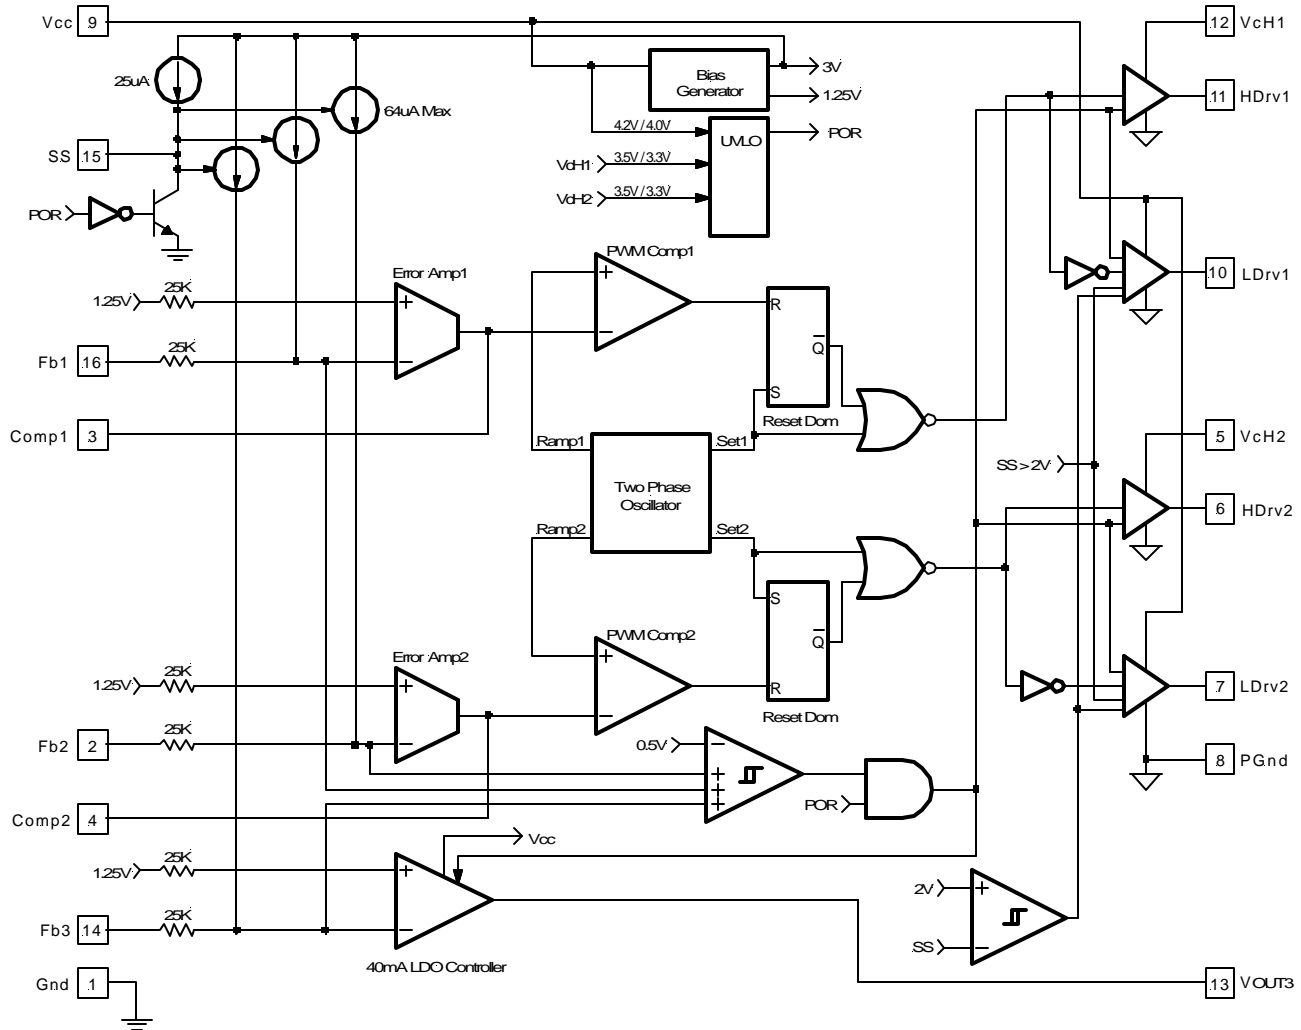 Vcc 9
12 VcH1
25uA
64uA Max
Bias
Generator
3V
1.25V
11 HDrv1
SS 15
4.2V / 4.0V
UVLO
POR
VcH1
3.5V / 3.3V
VcH2
3.5V / 3.3V
POR
PWM Comp1
Error Amp1
10 LDrv1
1.25V
25K
+
+
R
Q
25K
Fb1 16
−
−
S
Reset Dom
Comp1 3
Ramp1
Set1
5 VcH2
SS > 2V
Two Phase
Oscillator
6 HDrv2
Ramp2
Set2
S
Q
R
Reset Dom
PWM Comp2
Error Amp2
1.25V
25K
+
+
7 LDrv2
25K
Fb2 2
−
−
0.5V
−
+
+
+
8 PGnd
POR
Comp2 4
Vcc
1.25V
25K
+
2V
+
25K
Fb3 14
−
SS
−
40mA LDO Controller
Gnd 1
13 VOUT3